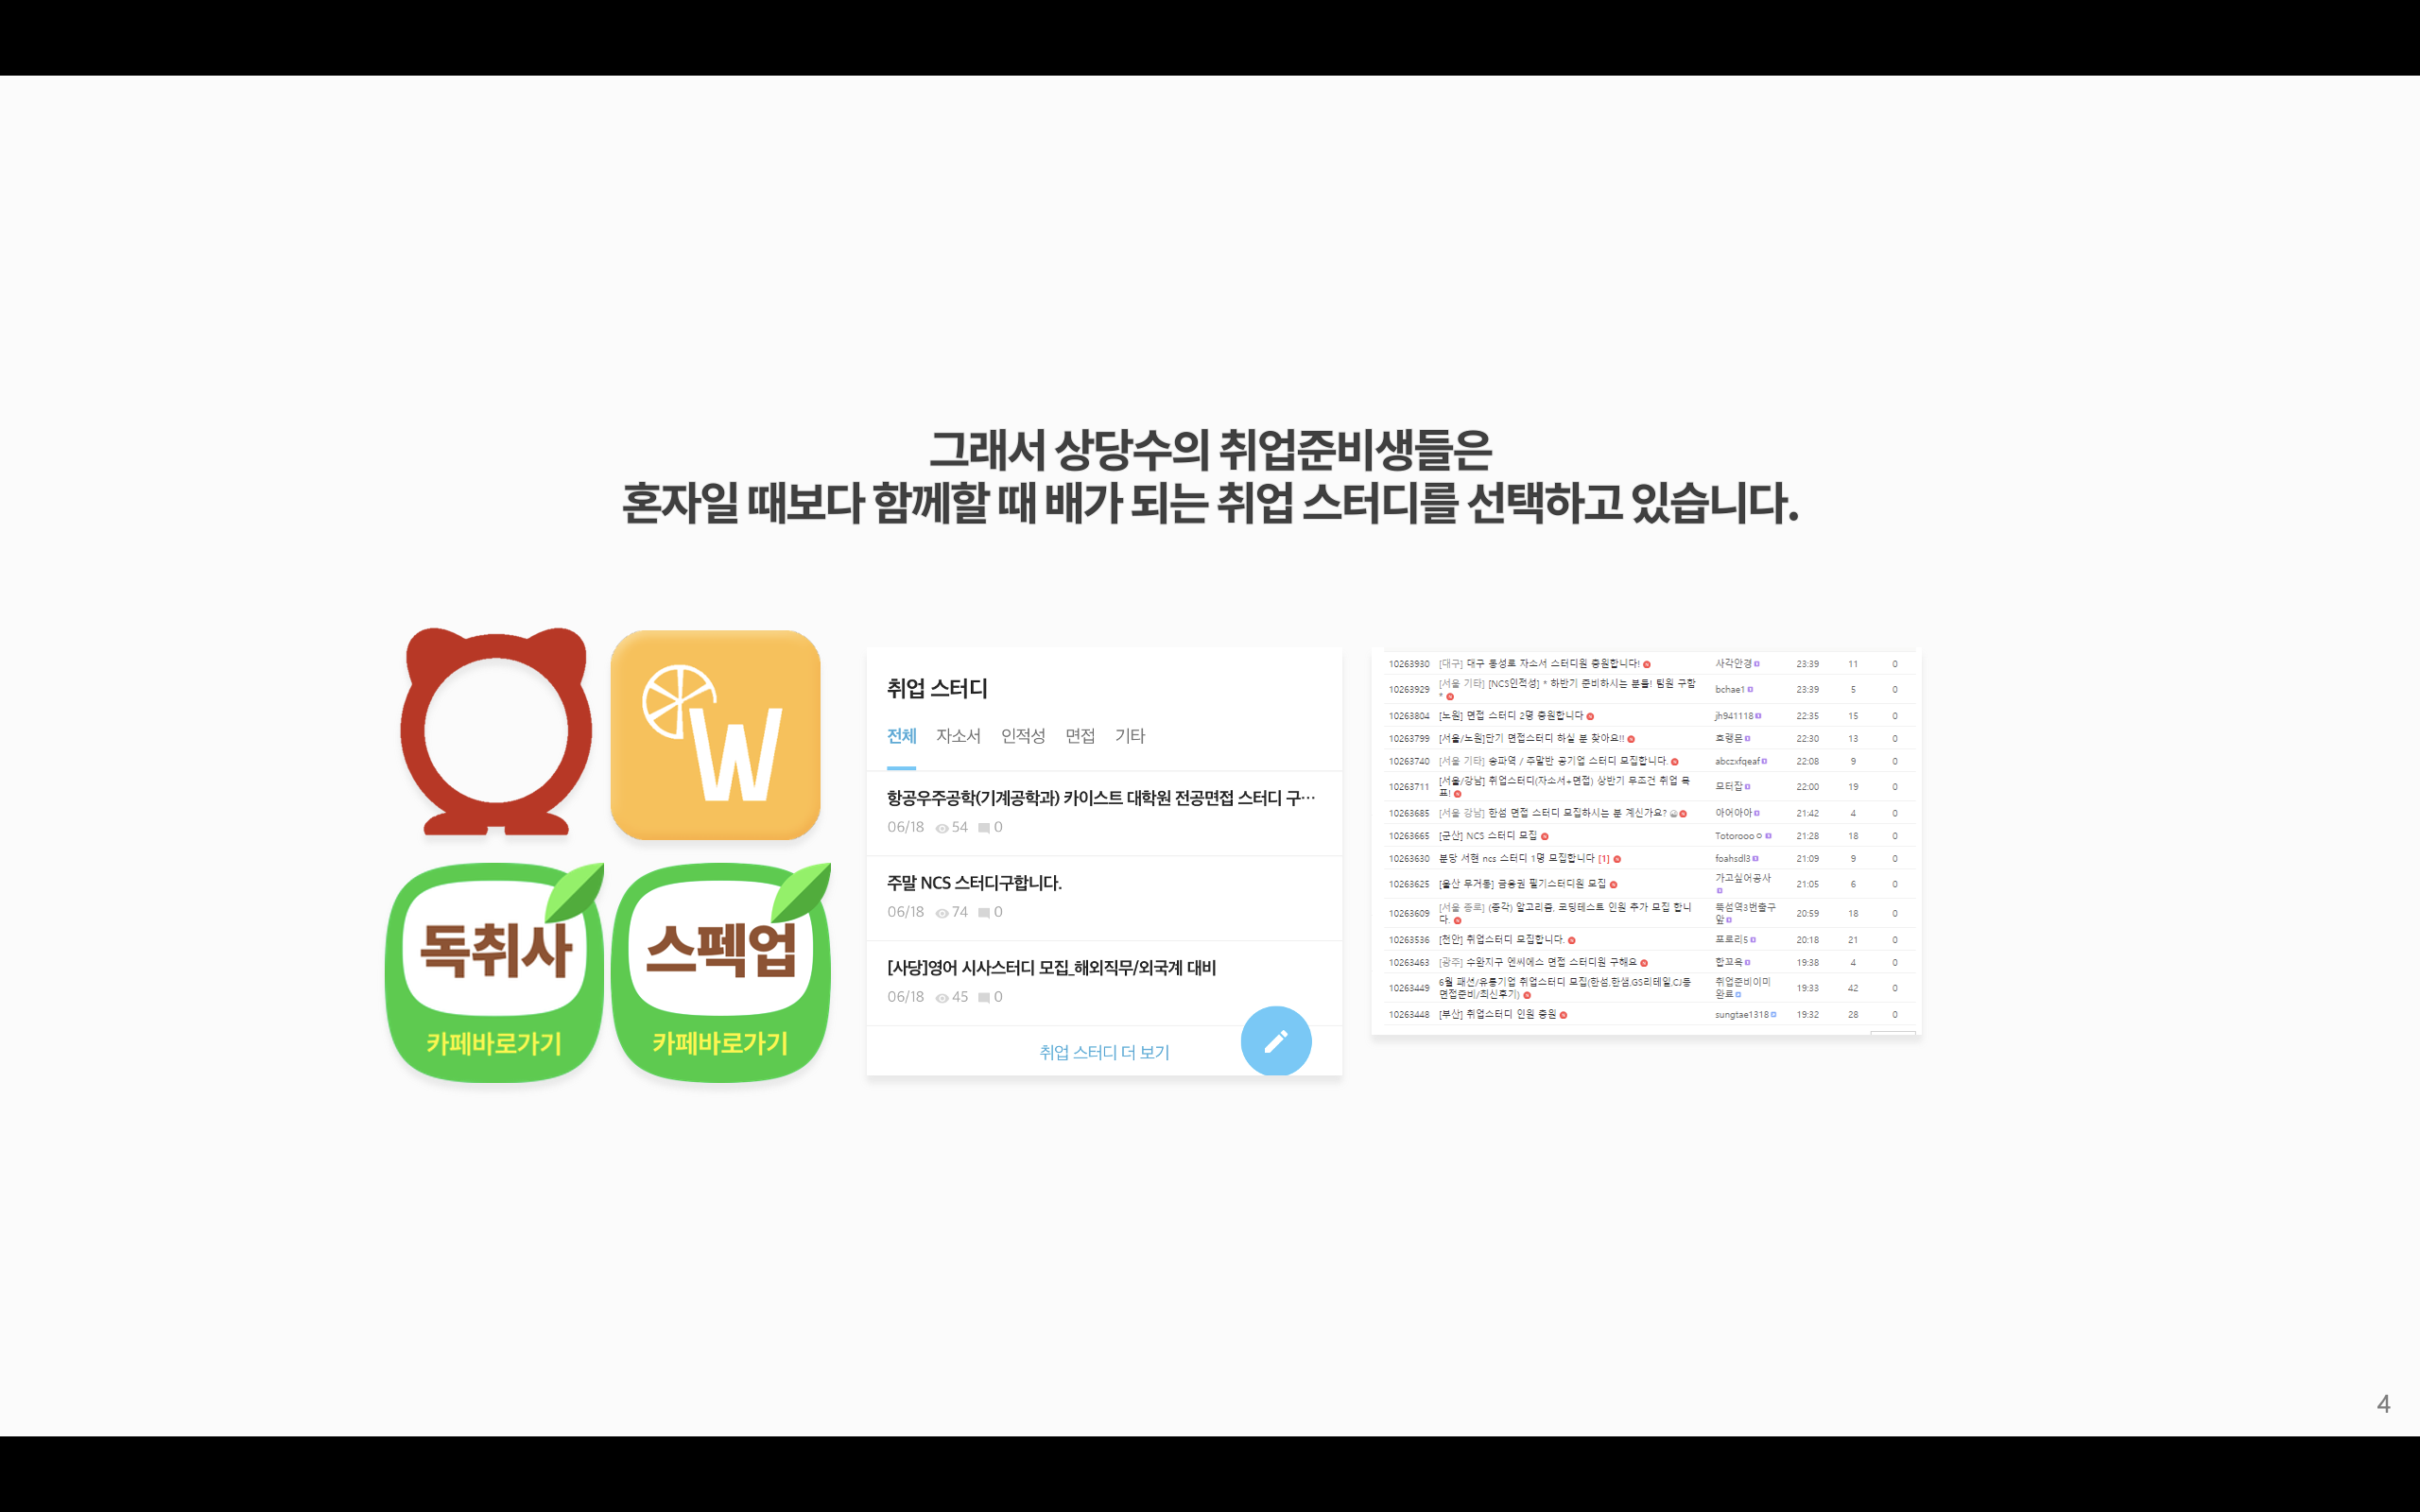 그래서 상당수의 취업준비생들은
혼자일 때보다 함께할 때 배가 되는 취업 스터디를 선택하고 있습니다.
W
독취사
카페바로가기
스펙업
카페바로가기
취업 스터디
전체 자소서 인적성 면접 기타
항공우주공학(기계공학과) 카이스트 대학원 전공면접 스터디 구···
06/18 54 0
주말 NCS 스터디구합니다.
06/18 74 0
[사당]영어 시사스터디 모집_해외직무/외국계 대비
06/18 45 0
취업 스터디 더 보기
10263930 [대구] 대구 동성로 자소서 스터디원 충원합니다! 사각안경 23:39 11 0
10263929 [서울 기타] [NCS인적성] * 하반기 준비하시는 분들! 팀원 구함 bchae1 23:39 5 0
*
10263804 [노원] 면접 스터디 2명 충원합니다 jh941118 22:35 15 0
10263799 [서울/노원]단기 면접스터디 하실 분 찾아요!! 흐랭믄 22:30 13 0
10263740 [서울 기타] 송파역 / 주말반 공기업 스터디 모집합니다. abczxfqeaf 22:08 9 0
10263711 [서울/강남] 취업스터디(자소서+면접) 상반기 무조건 취업 목 모터잡 22:00 19 0
표!
10263685 [서울 강남] 한섬 면접 스터디 모집하시는 분 계신가요? 아어아아 21:42 4 0
10263665 [군산] NCS 스터디 모집 Totorooo 21:28 18 0
10263630 분당 서현 ncs 스터디 1명 모집합니다 [1] foahsdl3 21:09 9 0
10263625 [울산 무거동] 금융권 필기스터디원 모집 가고싶어공사 21:05 6 0
10263609 [서울 종로] (종각) 알고리즘, 코딩테스트 인원 추가 모집 합니 뚝섬역3번출구 20:59 18 0
다. 앞
10263536 [천안] 취업스터디 모집합니다. 포로리5 20:18 21 0
10263463 [광주] 수완지구 엔씨에스 면접 스터디원 구해요 합꼬욕 19:38 4 0
10263449 6월 패션/유통기업 취업스터디 모집(한섬,한샘,GS리테일,CJ등 취업준비이미 19:33 42 0
면접준비/최신후기) 완료
10263448 [부산] 취업스터디 인원 충원 sungtae1318 19:32 28 0
4